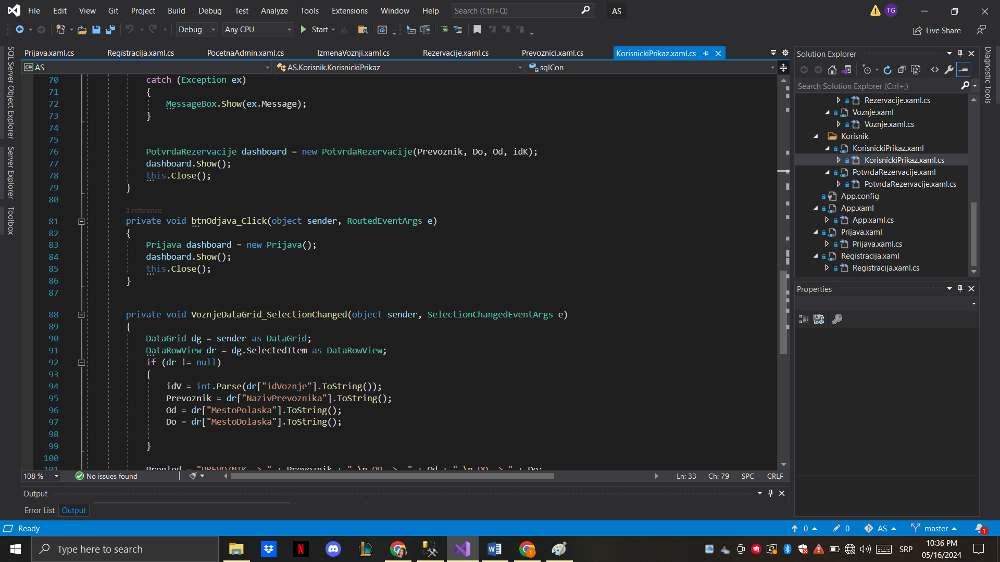 File Edit View Git Project Build Debug Test Analyze Tools Extensions Window Help Search (Ctrl+Q) AS TG
Debug Any CPU Start Live Share
Prijava.xaml.cs Registracija.xaml.cs PocetnaAdmin.xaml.cs IzmenaVoznji.xaml.cs Rezervacije.xaml.cs Prevoznici.xaml.cs KorisnickiPrikaz.xaml.cs
C# AS AS.Korisnik.KorisnickiPrikaz sqlCon
SQL Server Object Explorer
Server Explorer
Toolbox
70 catch (Exception ex)
71 {
72 MessageBox.Show(ex.Message);
73 }
74
75
76 PotvrdaRezervacije dashboard = new PotvrdaRezervacije(Prevoznik, Do, Od, idK);
77 dashboard.Show();
78 this.Close();
79 }
80
1 reference
81 private void btnOdjava_Click(object sender, RoutedEventArgs e)
82 {
83 Prijava dashboard = new Prijava();
84 dashboard.Show();
85 this.Close();
86 }
87
88 private void VoznjeDataGrid_SelectionChanged(object sender, SelectionChangedEventArgs e)
89 {
90 DataGrid dg = sender as DataGrid;
91 DataRowView dr = dg.SelectedItem as DataRowView;
92 if (dr != null)
93 {
94 idV = int.Parse(dr["idVoznje"].ToString());
95 Prevoznik = dr["NazivPrevoznika"].ToString();
96 Od = dr["MestoPolaska"].ToString();
97 Do = dr["MestoDolaska"].ToString();
98
99 }
100
101 Pregled = "PREVOZNIK -> " + Prevoznik + " \n OD -> " + Od + " \n DO -> " + Do;
108 % No issues found Ln: 33 Ch: 79 SPC CRLF
Output
Error List Output
Solution Explorer
Search Solution Explorer (Ctrl+;)
Rezervacije.xaml.cs
Voznje.xaml
Voznje.xaml.cs
Korisnik
KorisnickiPrikaz.xaml
KorisnickiPrikaz.xaml.cs
PotvrdaRezervacije.xaml
PotvrdaRezervacije.xaml.cs
App.config
App.xaml
App.xaml.cs
Prijava.xaml
Prijava.xaml.cs
Registracija.xaml
Registracija.xaml.cs
Properties
Diagnostic Tools
Ready 0 0 AS master 1
Type here to search SRP 10:36 PM
05/16/2024